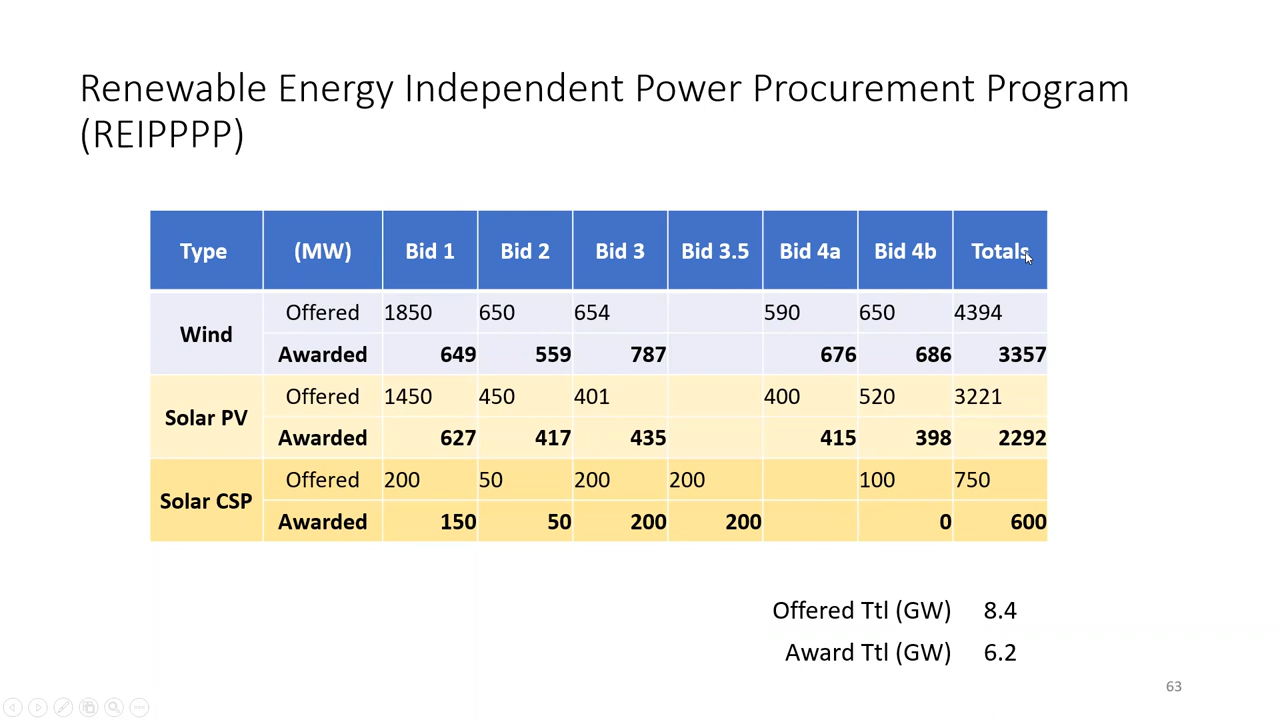 Renewable Energy Independent Power Procurement Program
(REIPPPP)
Type (MW) Bid 1 Bid 2 Bid 3 Bid 3.5 Bid 4a Bid 4b Totals
Wind
Offered 1850 650 654 590 650 4394
Awarded 649 559 787 676 686 3357
Solar PV
Offered 1450 450 401 400 520 3221
Awarded 627 417 435 415 398 2292
Solar CSP
Offered 200 50 200 200 100 750
Awarded 150 50 200 200 0 600
Offered Ttl (GW) 8.4
Award Ttl (GW) 6.2
63